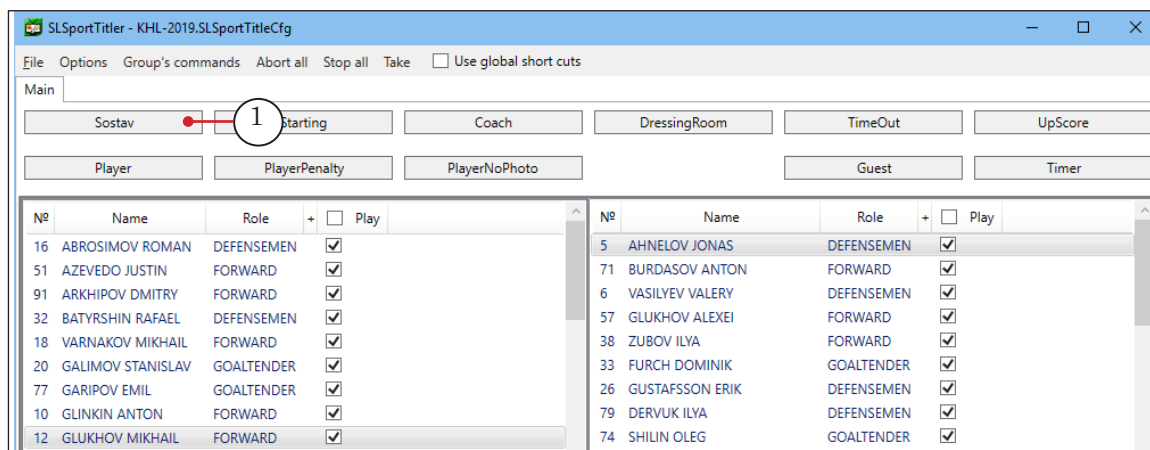 SLSportTitler - KHL-2019.SLSportTitleCfg
File Options Group's commands Abort all Stop all Take Use global short cuts
Main
Sostav 1 Starting Coach DressingRoom TimeOut UpScore
Player PlayerPenalty PlayerNoPhoto Guest Timer
Nº Name Role + Play Nº Name Role + Play
16 ABROSIMOV ROMAN DEFENSEMEN 5 AHNELOV JONAS DEFENSEMEN
51 AZEVEDO JUSTIN FORWARD 71 BURDASOV ANTON FORWARD
91 ARKHIPOV DMITRY FORWARD 6 VASILYEV VALERY DEFENSEMEN
32 BATYRSHIN RAFAEL DEFENSEMEN 57 GLUKHOV ALEXEI FORWARD
18 VARNAKOV MIKHAIL FORWARD 38 ZUBOV ILYA FORWARD
20 GALIMOV STANISLAV GOALTENDER 33 FURCH DOMINIK GOALTENDER
77 GARIPOV EMIL GOALTENDER 26 GUSTAFSSON ERIK DEFENSEMEN
10 GLINKIN ANTON FORWARD 79 DERVUK ILYA DEFENSEMEN
12 GLUKHOV MIKHAIL FORWARD 74 SHILIN OLEG GOALTENDER